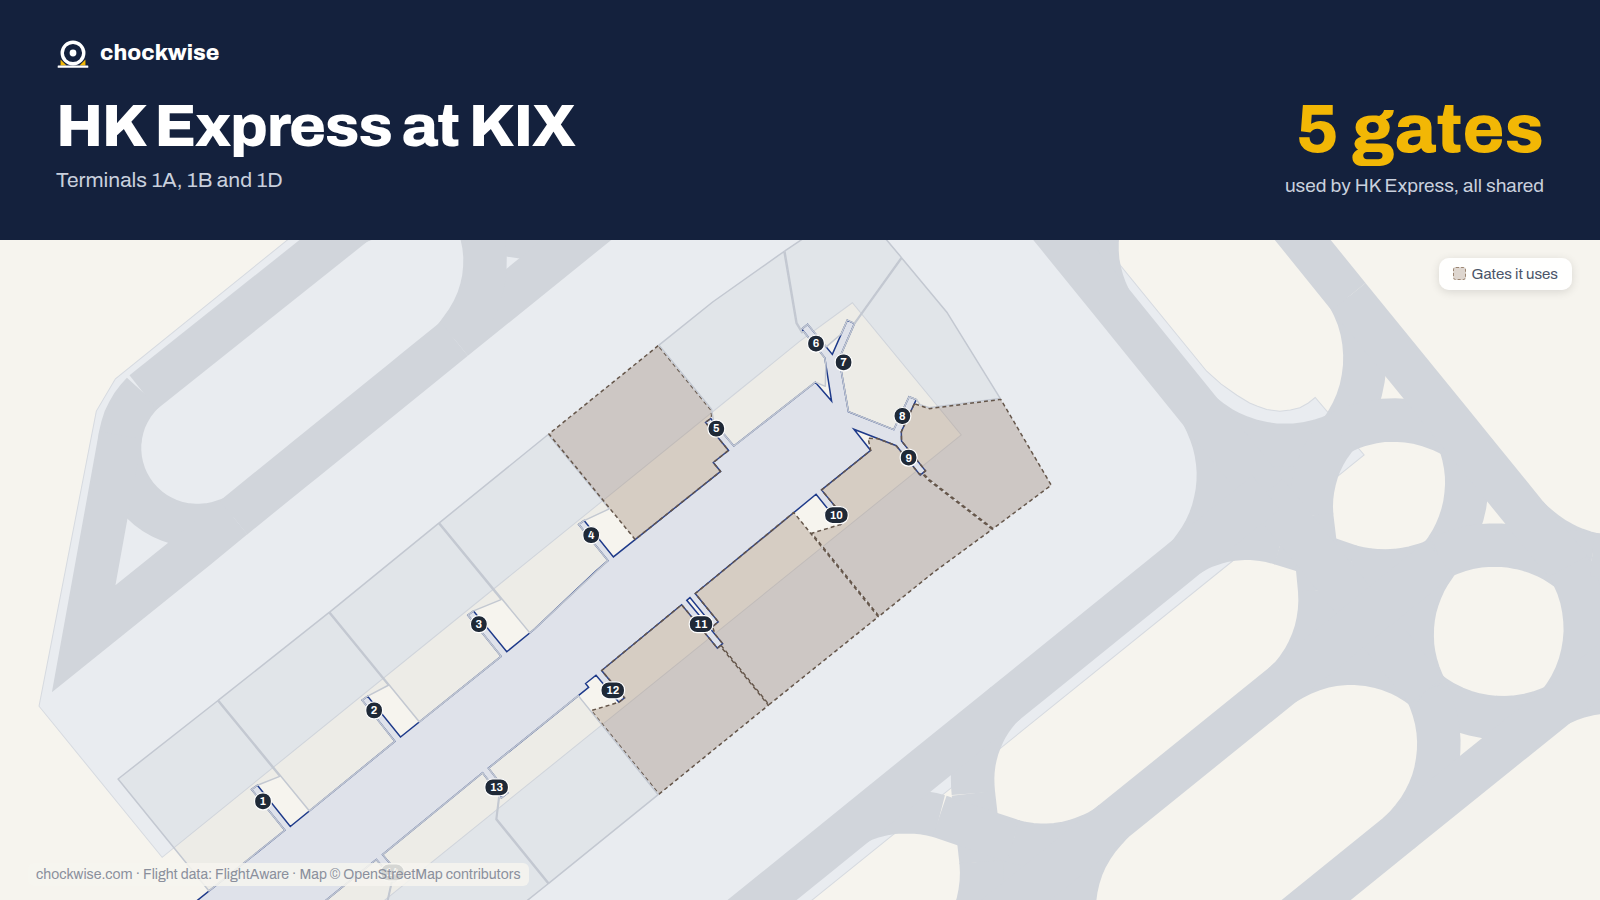 chockwise
HK Express at KIX
Terminals 1A, 1B and 1D
5 gates
used by HK Express, all shared
Gates it uses
6
7
5
8
9
10
4
3
11
12
2
13
1
chockwise.com · Flight data: FlightAware · Map © OpenStreetMap contributors